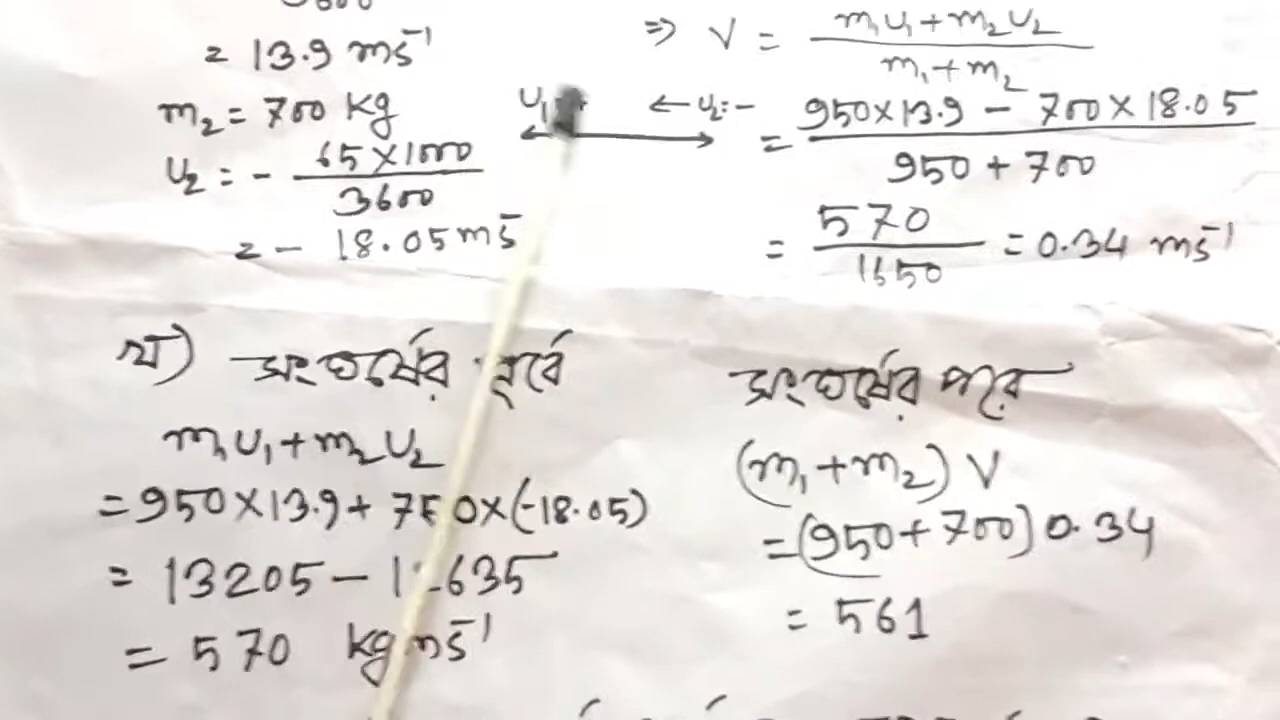 = 13.9 ms⁻¹
m₂ = 700 kg
u₂ = - 65×1000 / 3600
= - 18.05 ms⁻
u₁
← u₂ = -
⇒ V = m₁u₁ + m₂u₂ / m₁ + m₂
= 950×13.9 - 700×18.05 / 950 + 700
= 570 / 1650 = 0.34 ms⁻¹
খ) সংঘর্ষের পূর্বে
m₁u₁ + m₂u₂
= 950×13.9 + 700×(-18.05)
= 13205 - 12635
= 570 kgms⁻¹
সংঘর্ষের পরে
(m₁ + m₂) V
= (950 + 700) 0.34
= 561